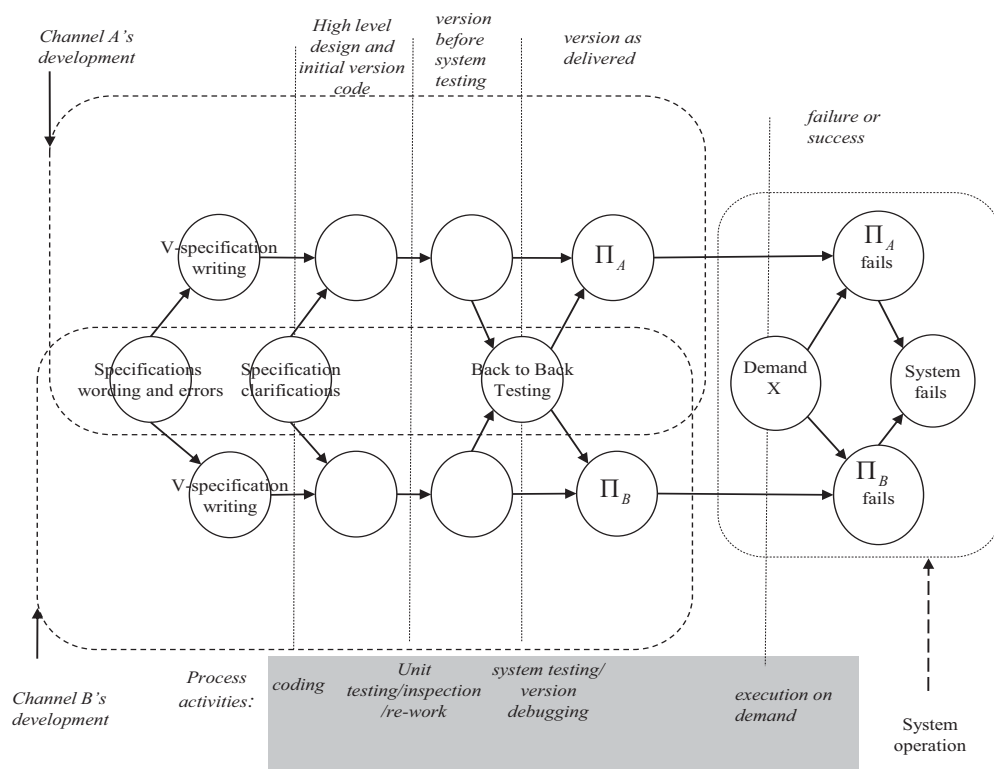 Channel A's
development
High level
design and
initial version
code
version
before
system
testing
version as
delivered
failure or
success
V-specification
writing
Π_A
Π_A
fails
Specifications
wording and errors
Specification
clarifications
Back to Back
Testing
Demand
X
System
fails
V-specification
writing
Π_B
Π_B
fails
Channel B's
development
Process
activities:
coding
Unit
testing/inspection
/re-work
system testing/
version
debugging
execution on
demand
System
operation